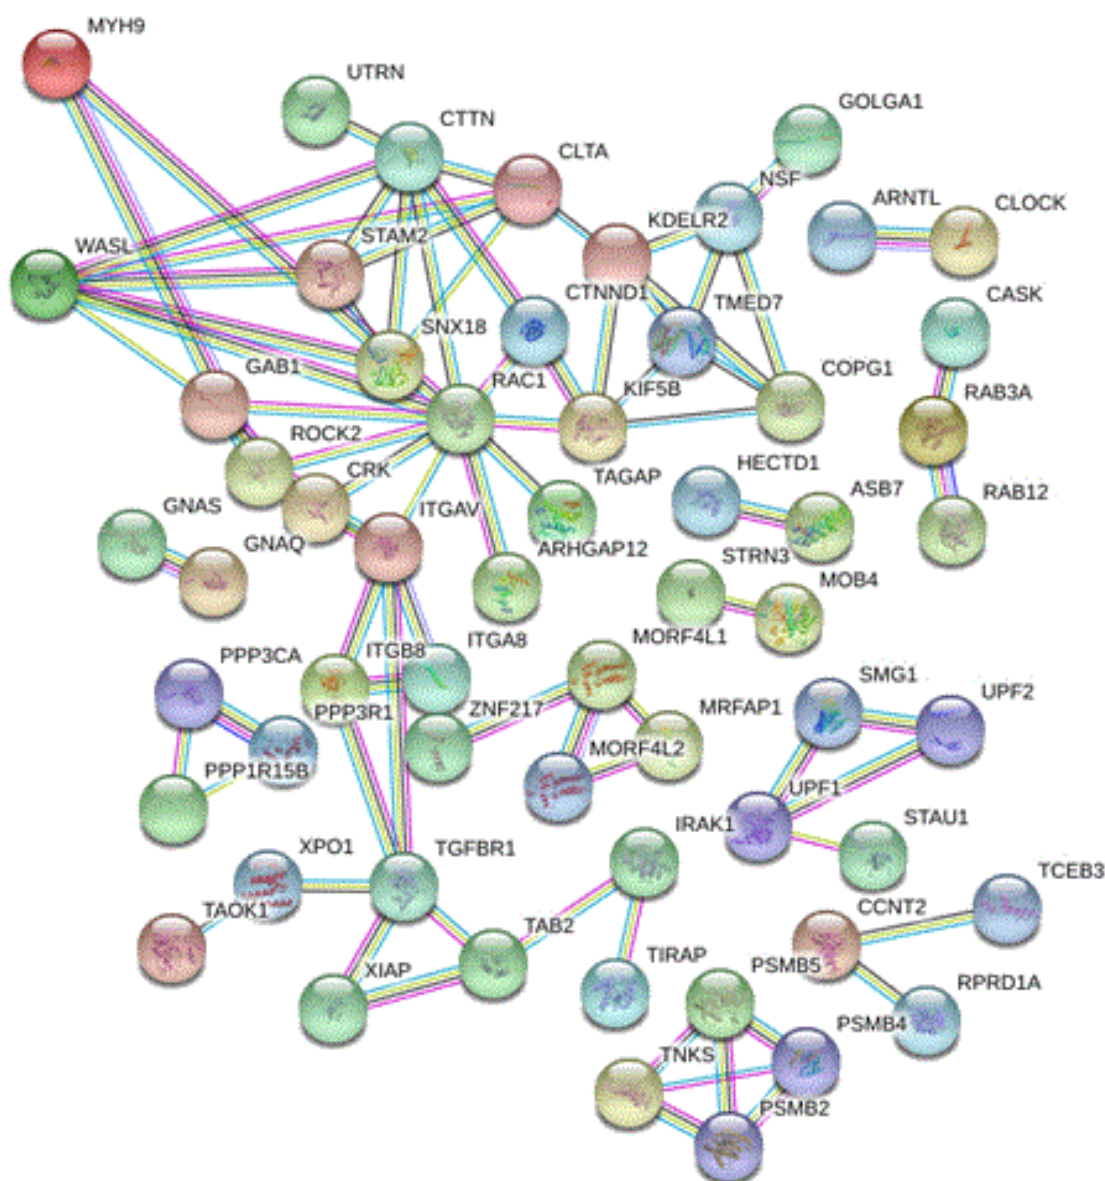 MYH9
UTRN
CTTN
GOLGA1
CLTA
NSF
ARNTL
CLOCK
KDELR2
WASL
STAM2
CASK
CTNND1
TMED7
SNX18
GAB1
RAC1
COPG1
KIF5B
RAB3A
ROCK2
HECTD1
CRK
TAGAP
ASB7
RAB12
GNAS
ITGAV
GNAQ
ARHGAP12
STRN3
MOB4
MORF4L1
ITGA8
PPP3CA
ITGB8
SMG1
UPF2
PPP3R1
ZNF217
MRFAP1
MORF4L2
PPP1R15B
UPF1
STAU1
IRAK1
XPO1
TGFBR1
TCEB3
CCNT2
TAOK1
TAB2
TIRAP
PSMB5
XIAP
RPRD1A
PSMB4
TNKS
PSMB2